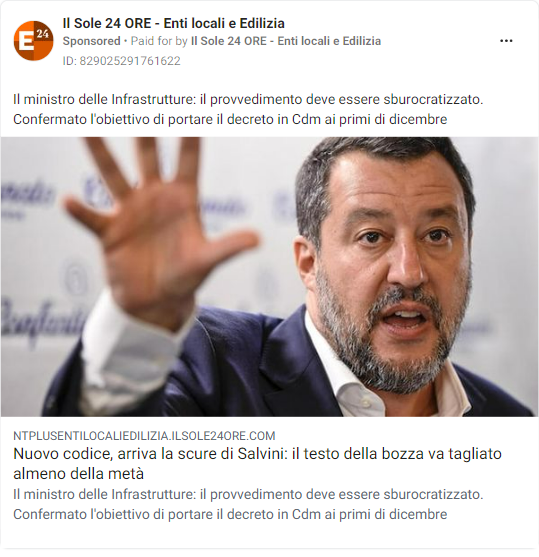 E24
Il Sole 24 ORE - Enti locali e Edilizia
Sponsored • Paid for by Il Sole 24 ORE - Enti locali e Edilizia
ID: 829025291761622
Il ministro delle Infrastrutture: il provvedimento deve essere sburocratizzato.
Confermato l'obiettivo di portare il decreto in Cdm ai primi di dicembre
NTPLUSENTILOCALIEDILIZIA.ILSOLE24ORE.COM
Nuovo codice, arriva la scure di Salvini: il testo della bozza va tagliato
almeno della metà
Il ministro delle Infrastrutture: il provvedimento deve essere sburocratizzato.
Confermato l'obiettivo di portare il decreto in Cdm ai primi di dicembre